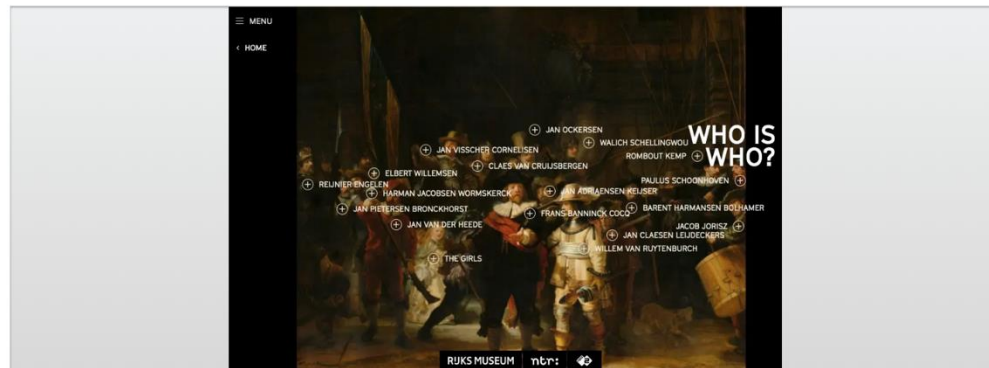 MENU
HOME
WHO IS
WHO?
JAN OCKERSEN
WALICH SCHELLINGWOU
ROMBOUT KEMP
JAN VISSCHER CORNELISEN
CLAES VAN CRUIJSBERGEN
ELBERT WILLEMSEN
PAULUS SCHOONHOVEN
REIJNIER ENGELEN
HARMAN JACOBSEN WORMSKERCK
JAN ADRIAENSEN KEIJSER
JAN PIETERSEN BRONCKHORST
FRANS BANNINCK COCQ
BARENT HARMANSEN BOLHAMER
JAN VAN DER HEEDE
JACOB JORISZ
JAN CLAESEN LEIJDECKERS
WILLEM VAN RUYTENBURCH
THE GIRLS
RIJKS MUSEUM ntr: